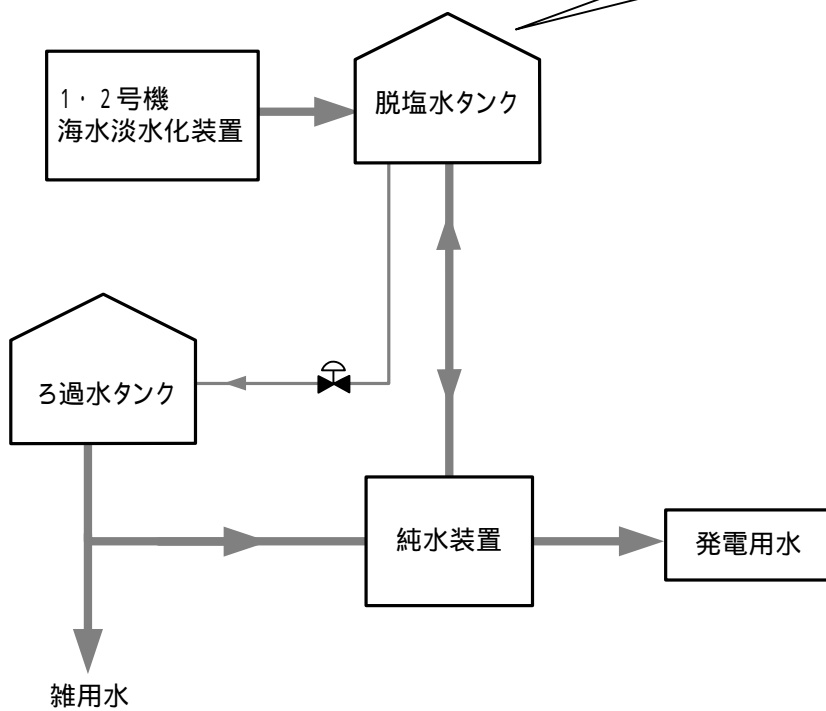 1・2号機
海水淡水化装置
脱塩水タンク
ろ過水タンク
純水装置
発電用水
雑用水